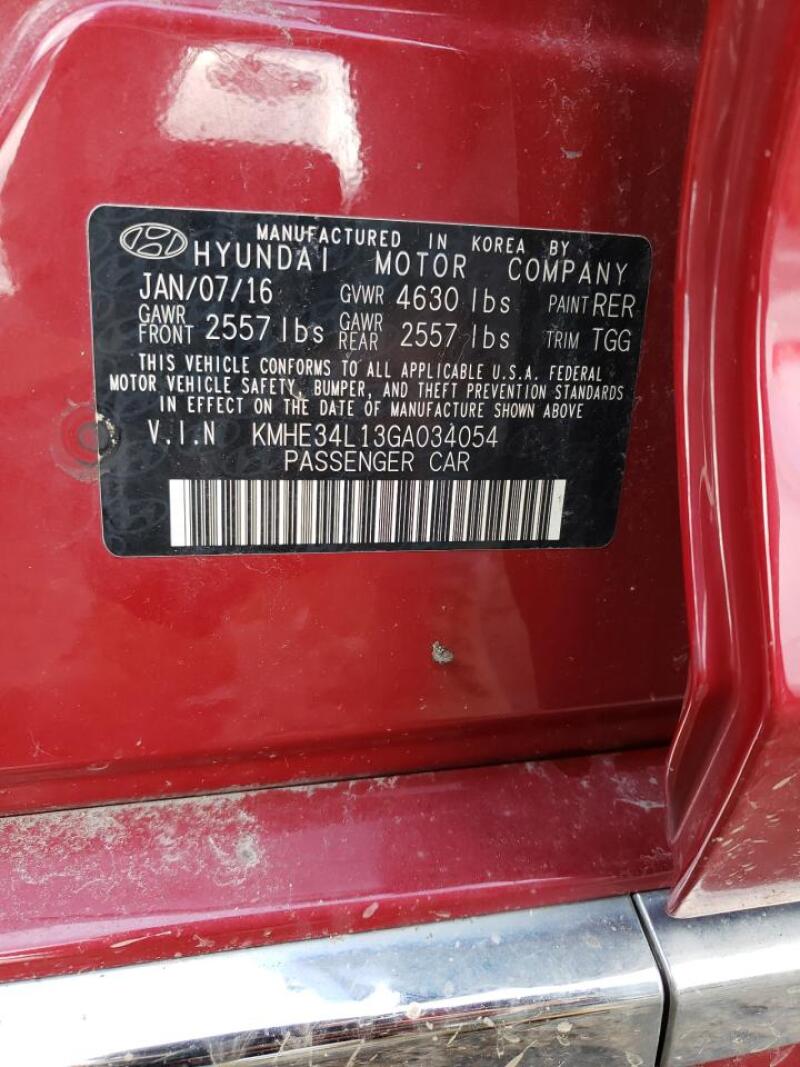 MANUFACTURED IN KOREA BY
HYUNDAI MOTOR COMPANY
JAN/07/16 GVWR 4630 lbs PAINT RER
GAWR FRONT 2557 lbs GAWR REAR 2557 lbs TRIM TGG
THIS VEHICLE CONFORMS TO ALL APPLICABLE U.S.A. FEDERAL
MOTOR VEHICLE SAFETY, BUMPER, AND THEFT PREVENTION STANDARDS
IN EFFECT ON THE DATE OF MANUFACTURE SHOWN ABOVE
V.I.N KMHE34L13GA034054
PASSENGER CAR